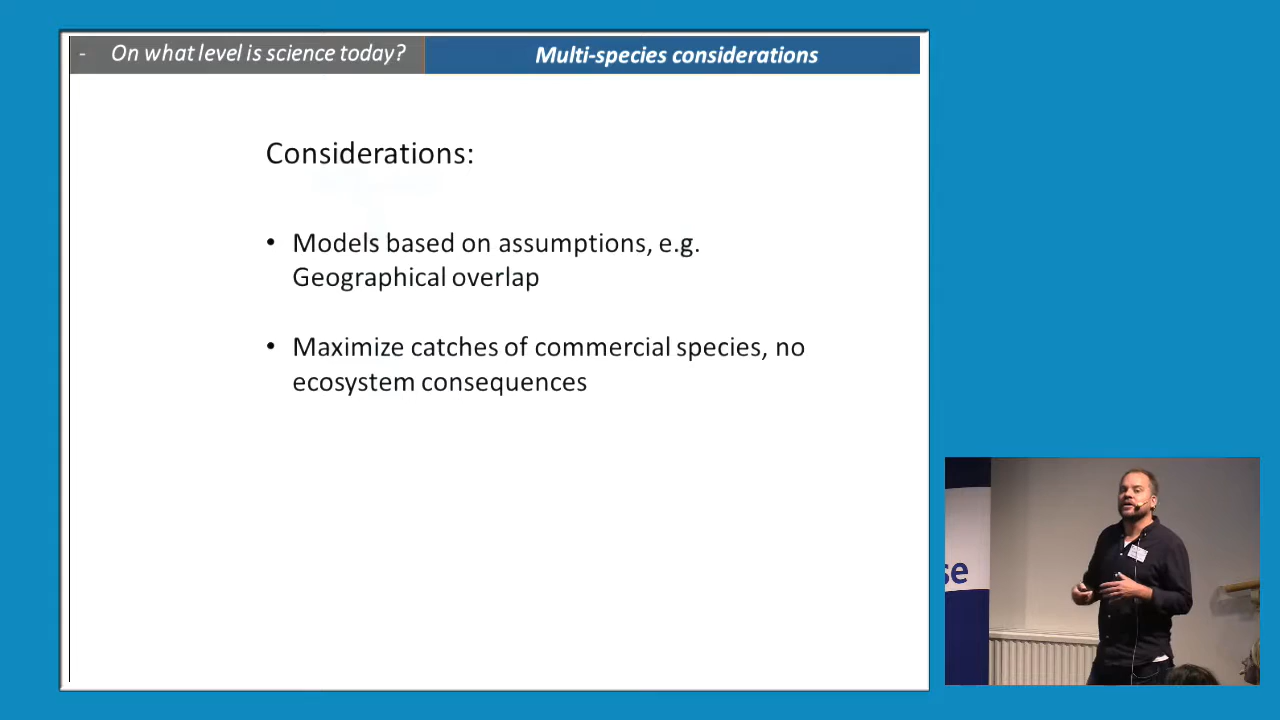 - On what level is science today?
Multi-species considerations
Considerations:
• Models based on assumptions, e.g.
Geographical overlap
• Maximize catches of commercial species, no
ecosystem consequences
se